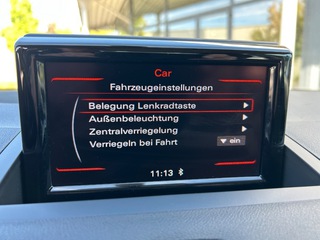 Car
Fahrzeugeinstellungen
Belegung Lenkradtaste
Außenbeleuchtung
Zentralverriegelung
Verriegeln bei Fahrt ein
11:13